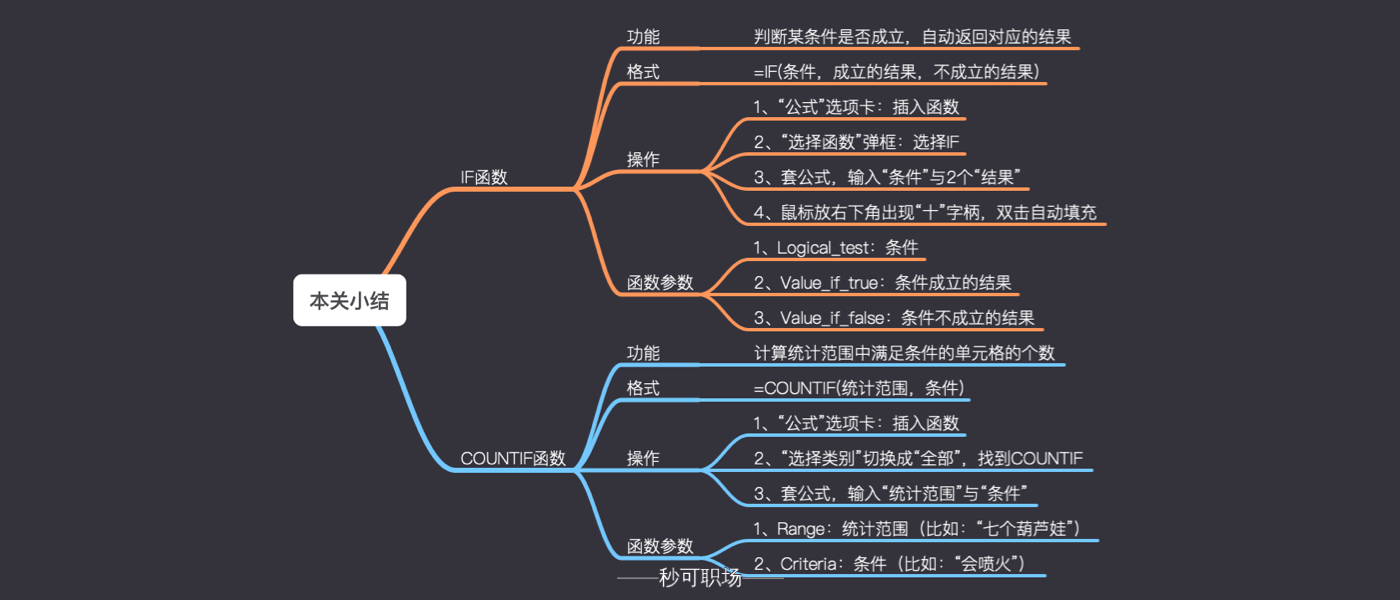 本关小结
IF函数
功能
判断某条件是否成立，自动返回对应的结果
格式
=IF(条件，成立的结果，不成立的结果)
操作
1、“公式”选项卡：插入函数
2、“选择函数”弹框：选择IF
3、套公式，输入“条件”与2个“结果”
4、鼠标放右下角出现“十”字柄，双击自动填充
函数参数
1、Logical_test：条件
2、Value_if_true：条件成立的结果
3、Value_if_false：条件不成立的结果
COUNTIF函数
功能
计算统计范围中满足条件的单元格的个数
格式
=COUNTIF(统计范围，条件)
操作
1、“公式”选项卡：插入函数
2、“选择类别”切换成“全部”，找到COUNTIF
3、套公式，输入“统计范围”与“条件”
函数参数
1、Range：统计范围（比如：“七个葫芦娃”）
2、Criteria：条件（比如：“会喷火”）
秒可职场